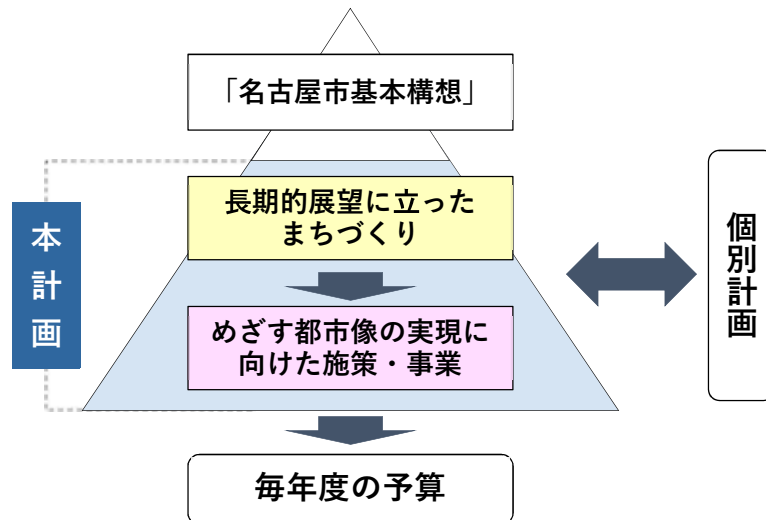 「名古屋市基本構想」
長期的展望に立った
まちづくり
本計画
めざす都市像の実現に
向けた施策・事業
個別計画
毎年度の予算